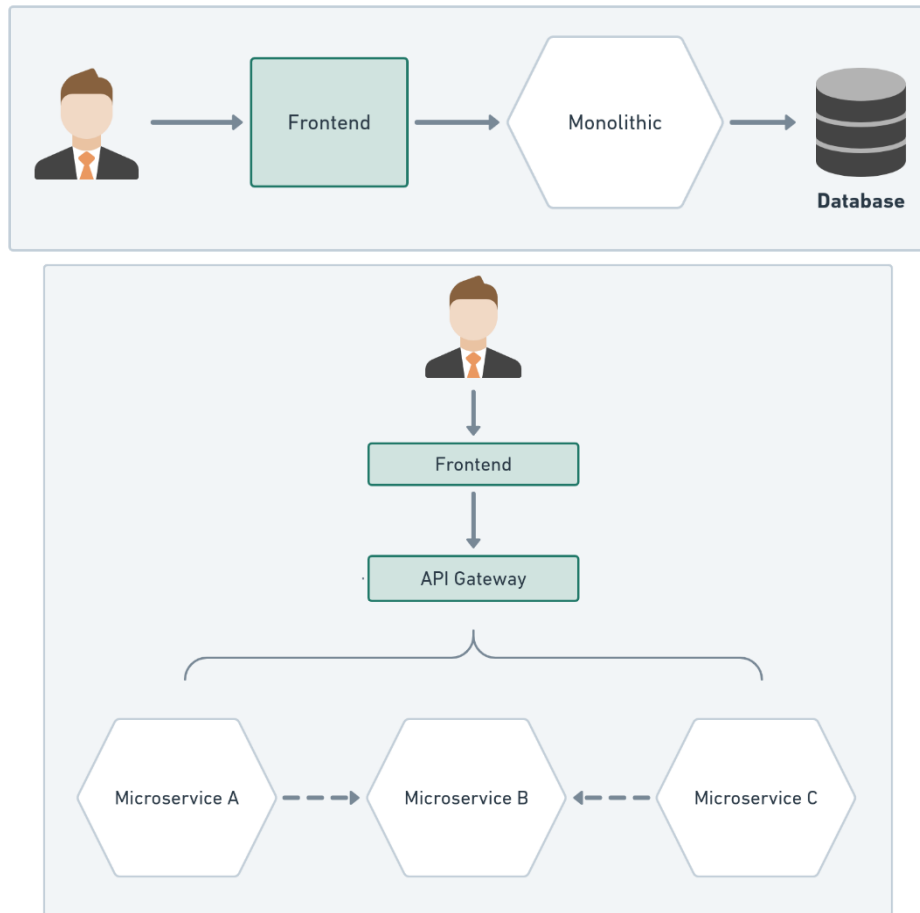 Frontend
Monolithic
Database
Frontend
API Gateway
Microservice A
Microservice B
Microservice C